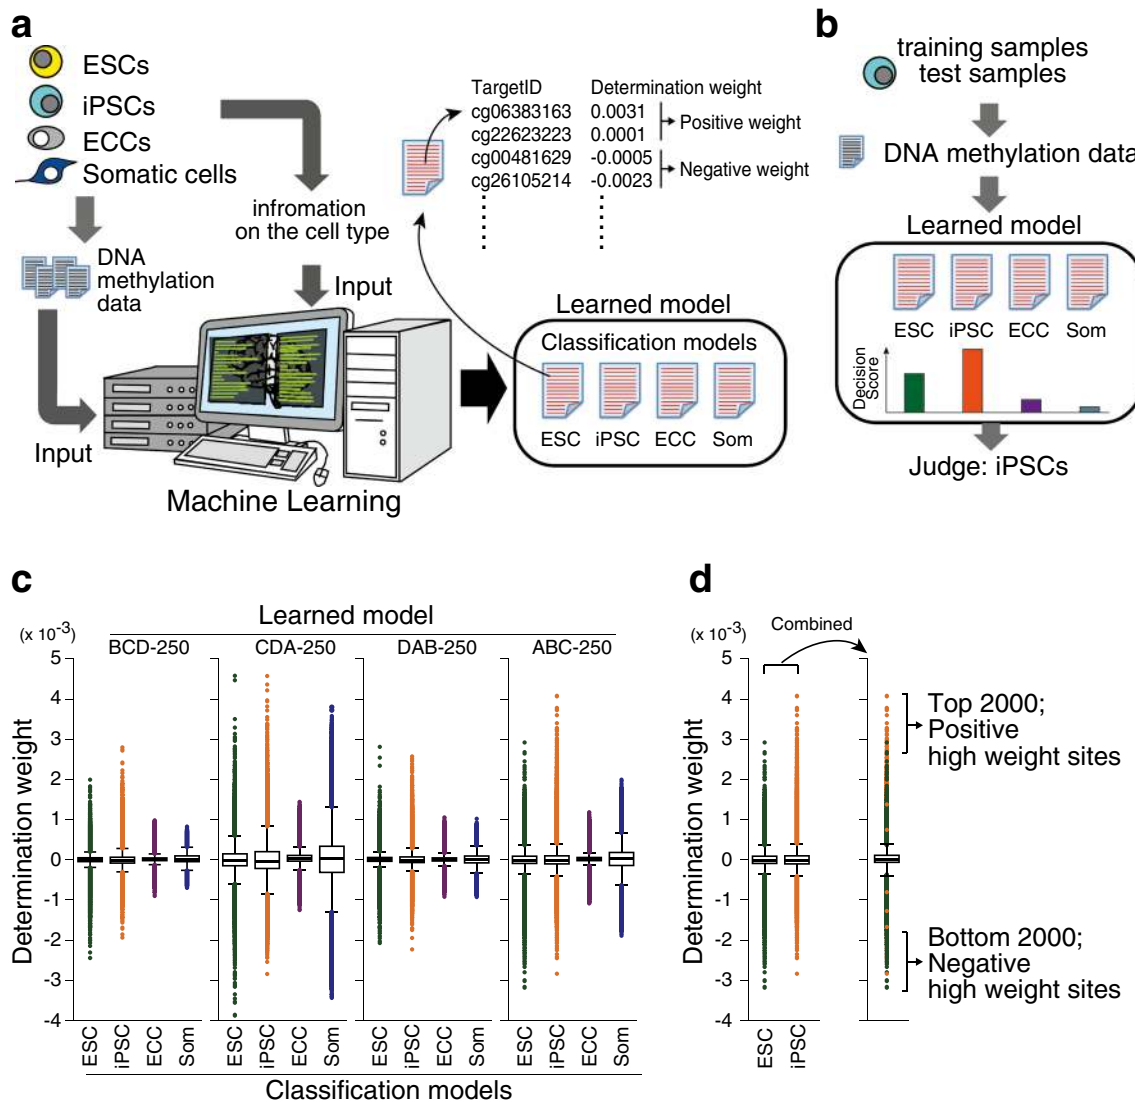 a
ESCs
iPSCs
ECCs
Somatic cells
DNA
methylation
data
infromation
on the cell type
Input
Input
Machine Learning
TargetID Determination weight
cg06383163 0.0031
cg22623223 0.0001
Positive weight
cg00481629 -0.0005
cg26105214 -0.0023
Negative weight
Learned model
Classification models
ESC iPSC ECC Som
b
training samples
test samples
DNA methylation data
Learned model
ESC iPSC ECC Som
Decision
Score
Judge: iPSCs
c
Learned model
(x 10-3)
BCD-250 CDA-250 DAB-250 ABC-250
Determination weight
5
4
3
2
1
0
-1
-2
-3
-4
ESC iPSC ECC Som ESC iPSC ECC Som ESC iPSC ECC Som ESC iPSC ECC Som
Classification models
d
(x 10-3)
Combined
Determination weight
5
4
3
2
1
0
-1
-2
-3
-4
ESC iPSC
Top 2000;
Positive
high weight sites
Bottom 2000;
Negative
high weight sites